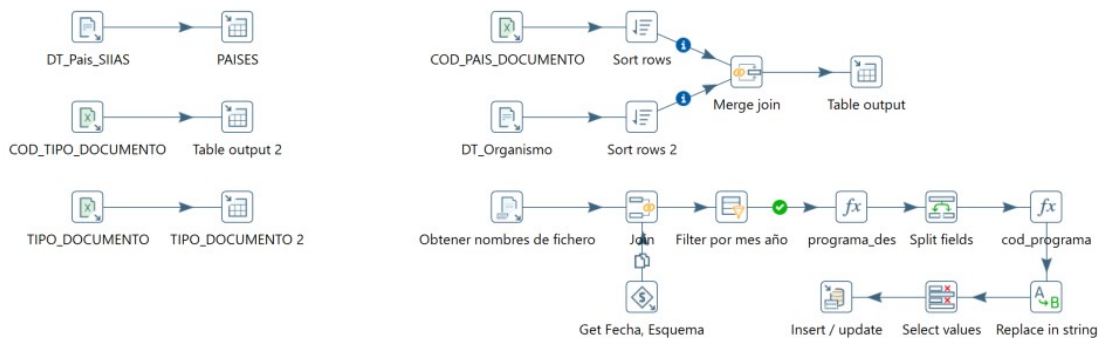 DT_Pais_SIIAS
PAISES
COD_PAIS_DOCUMENTO
Sort rows
Merge join
Table output
COD_TIPO_DOCUMENTO
Table output 2
DT_Organismo
Sort rows 2
TIPO_DOCUMENTO
TIPO_DOCUMENTO 2
Obtener nombres de fichero
Join
Filter por mes año
fx
programa_des
Split fields
fx
cod_programa
Get Fecha, Esquema
Insert / update
Select values
A
B
Replace in string